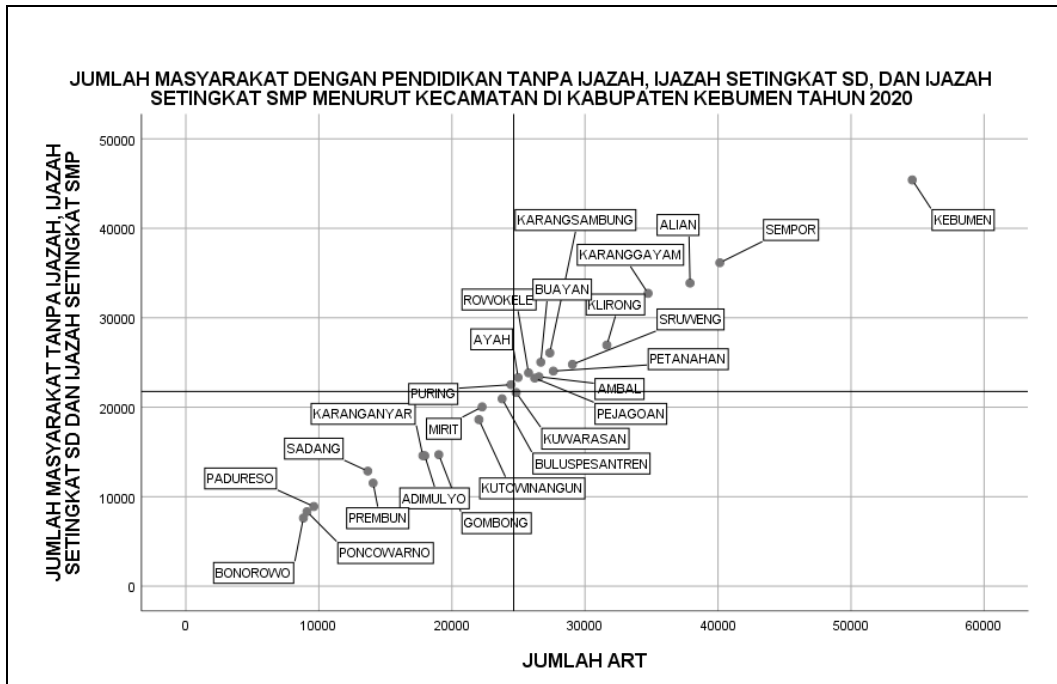 JUMLAH MASYARAKAT DENGAN PENDIDIKAN TANPA IJAZAH, IJAZAH SETINGKAT SD, DAN IJAZAH
SETINGKAT SMP MENURUT KECAMATAN DI KABUPATEN KEBUMEN TAHUN 2020
JUMLAH MASYARAKAT TANPA IJAZAH, IJAZAH
SETINGKAT SD DAN IJAZAH SETINGKAT SMP
50000
40000
30000
20000
10000
0
KARANGSAMBUNG
ALIAN
SEMPOR
KEBUMEN
KARANGGAYAM
BUAYAN
ROWOKELE
KLIRONG
SRUWENG
AYAH
PETANAHAN
PURING
AMBAL
KARANGANYAR
PEJAGOAN
MIRIT
KUWARASAN
SADANG
BULUSPESANTREN
PADURESO
KUTOWINANGUN
ADIMULYO
PREMBUN
GOMBONG
PONCOWARNO
BONOROWO
0
10000
20000
30000
40000
50000
60000
JUMLAH ART